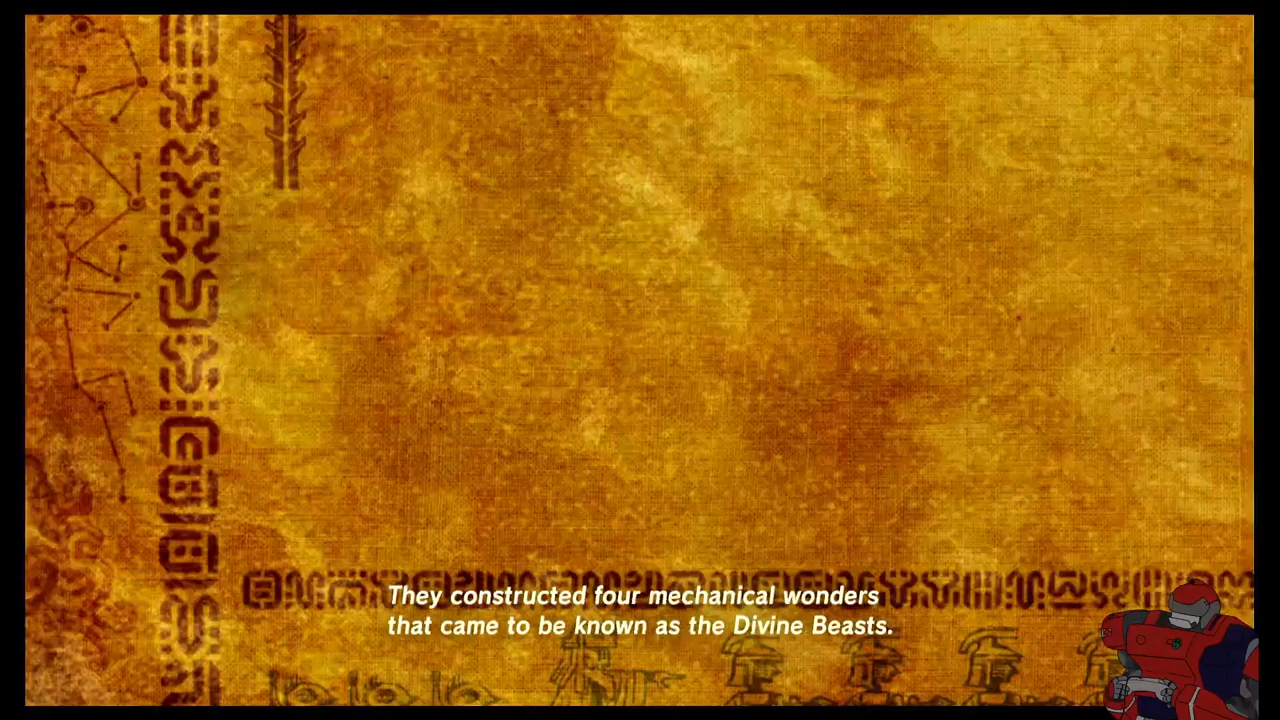 They constructed four mechanical wonders
that came to be known as the Divine Beasts.